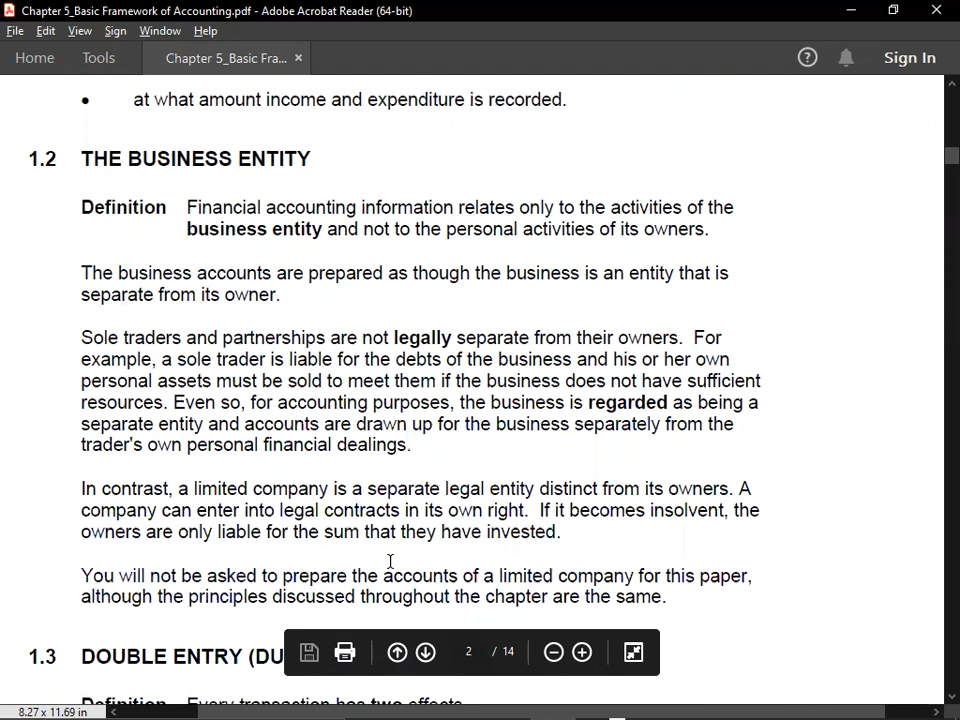 Chapter 5_Basic Framework of Accounting.pdf - Adobe Acrobat Reader (64-bit)
File Edit View Sign Window Help
Home Tools Chapter 5_Basic Fra... × ? Sign In
• at what amount income and expenditure is recorded.
1.2 THE BUSINESS ENTITY
Definition Financial accounting information relates only to the activities of the
business entity and not to the personal activities of its owners.
The business accounts are prepared as though the business is an entity that is
separate from its owner.
Sole traders and partnerships are not legally separate from their owners. For
example, a sole trader is liable for the debts of the business and his or her own
personal assets must be sold to meet them if the business does not have sufficient
resources. Even so, for accounting purposes, the business is regarded as being a
separate entity and accounts are drawn up for the business separately from the
trader's own personal financial dealings.
In contrast, a limited company is a separate legal entity distinct from its owners. A
company can enter into legal contracts in its own right. If it becomes insolvent, the
owners are only liable for the sum that they have invested.
You will not be asked to prepare the accounts of a limited company for this paper,
although the principles discussed throughout the chapter are the same.
1.3 DOUBLE ENTRY (DU
2 / 14
Definition Every transaction has two effects
8.27 x 11.69 in